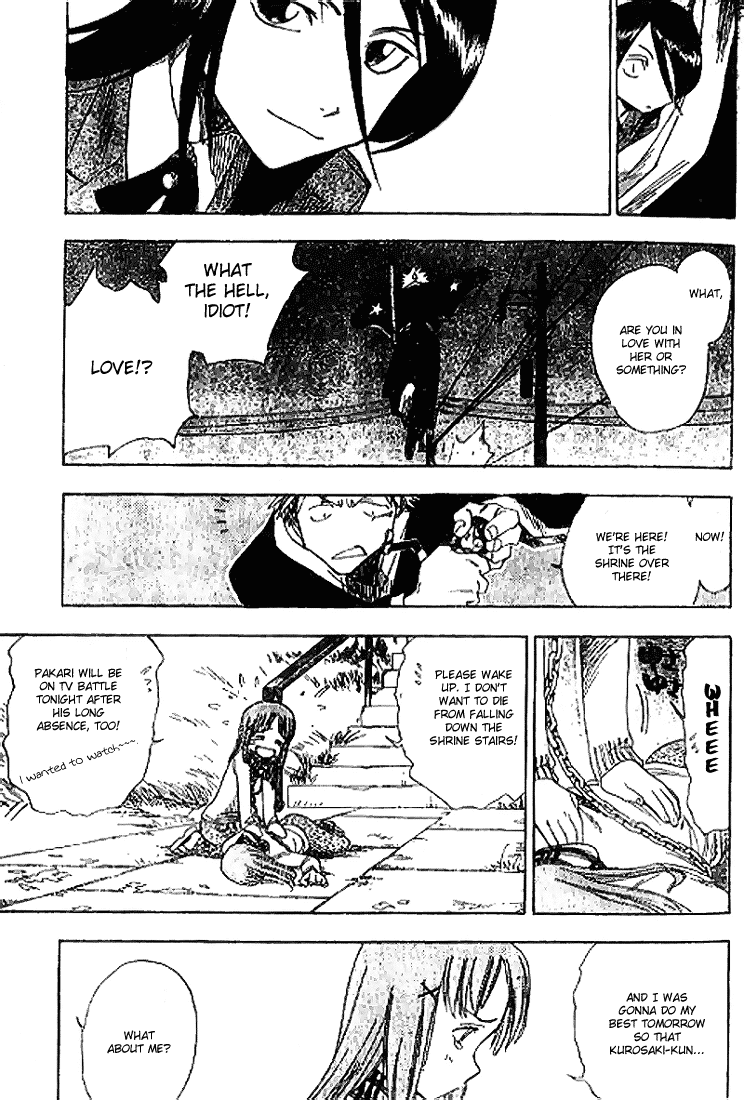 WHAT,
ARE YOU IN
LOVE WITH
HER OR
SOMETHING?
WHAT
THE HELL,
IDIOT!
LOVE!?
NOW!
WE'RE HERE!
IT'S THE
SHRINE OVER
THERE!
WHEEE
PLEASE WAKE
UP. I DON'T
WANT TO DIE
FROM FALLING
DOWN
THE SHRINE
STAIRS!
PAKARI WILL BE
ON TV BATTLE
TONIGHT AFTER
HIS LONG
ABSENCE, TOO!
I wanted to watch~~~.
AND I WAS
GONNA DO MY
BEST TOMORROW
SO THAT
KUROSAKI-KUN...
WHAT
ABOUT ME?